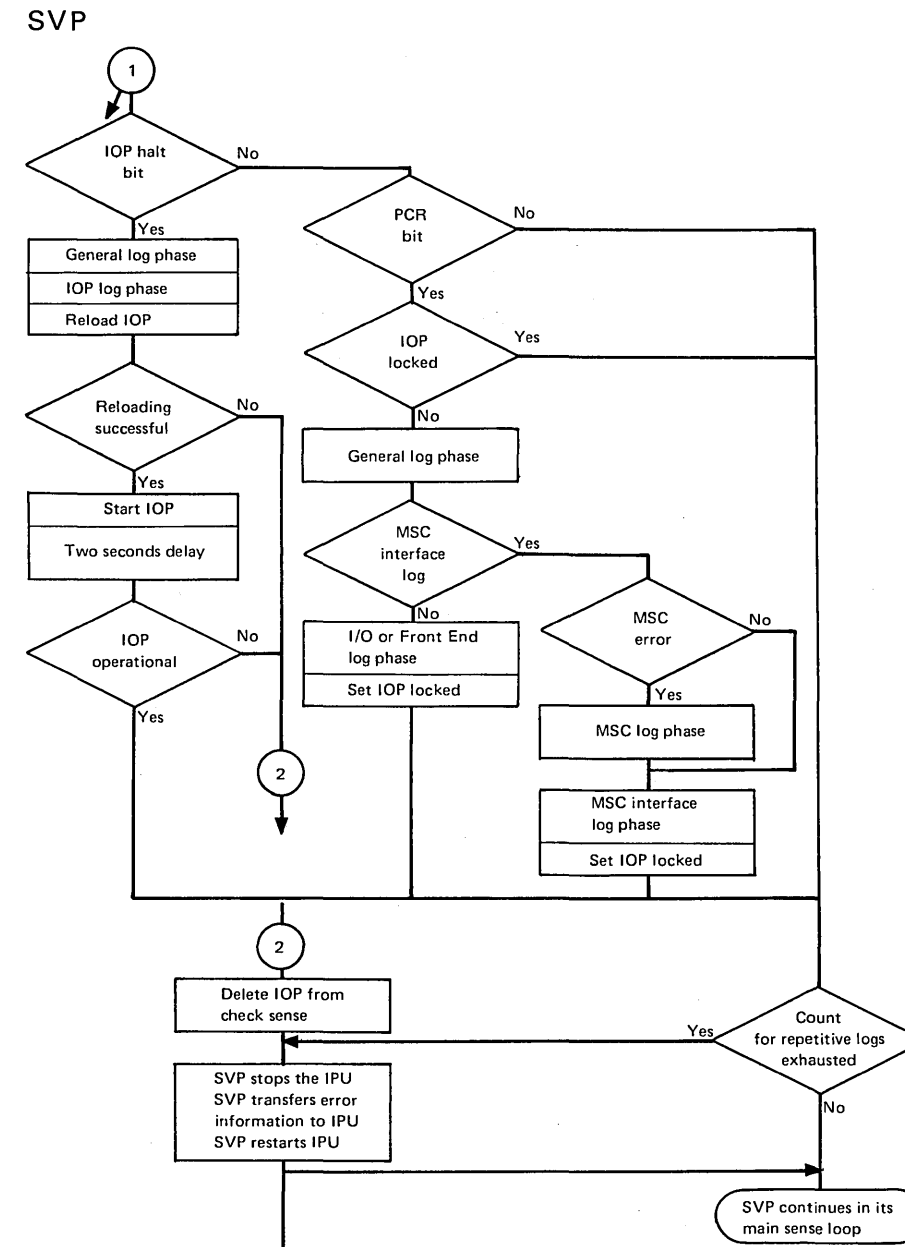 SVP
1
IOP halt
bit
No
Yes
General log phase
IOP log phase
Reload IOP
Reloading
successful
No
Yes
Start IOP
Two seconds delay
IOP
operational
No
Yes
2
PCR
bit
No
Yes
IOP
locked
Yes
No
General log phase
MSC
interface
log
Yes
No
I/O or Front End
log phase
Set IOP locked
MSC
error
No
Yes
MSC log phase
MSC interface
log phase
Set IOP locked
2
Delete IOP from
check sense
Count
for repetitive logs
exhausted
Yes
No
SVP stops the IPU
SVP transfers error
information to IPU
SVP restarts IPU
SVP continues in its
main sense loop